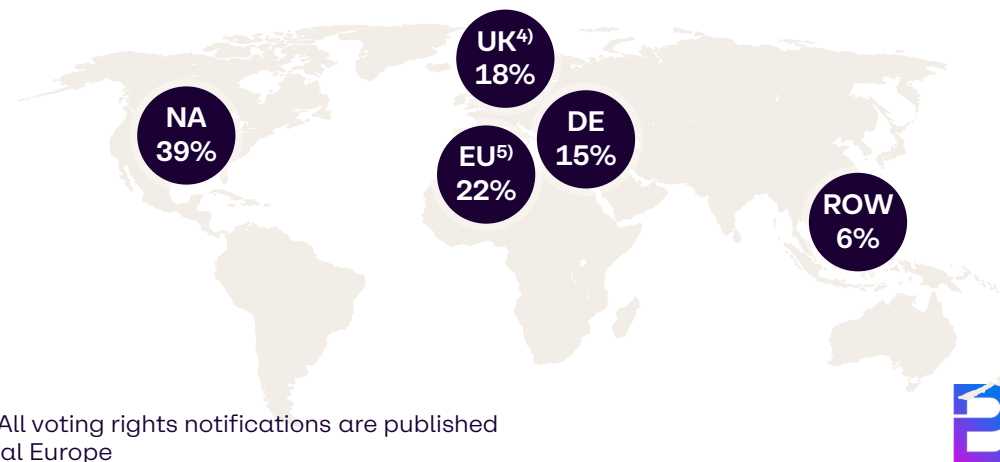 UK4)
18%
NA
39%
DE
15%
EU5)
22%
ROW
6%
All voting rights notifications are published
al Europe